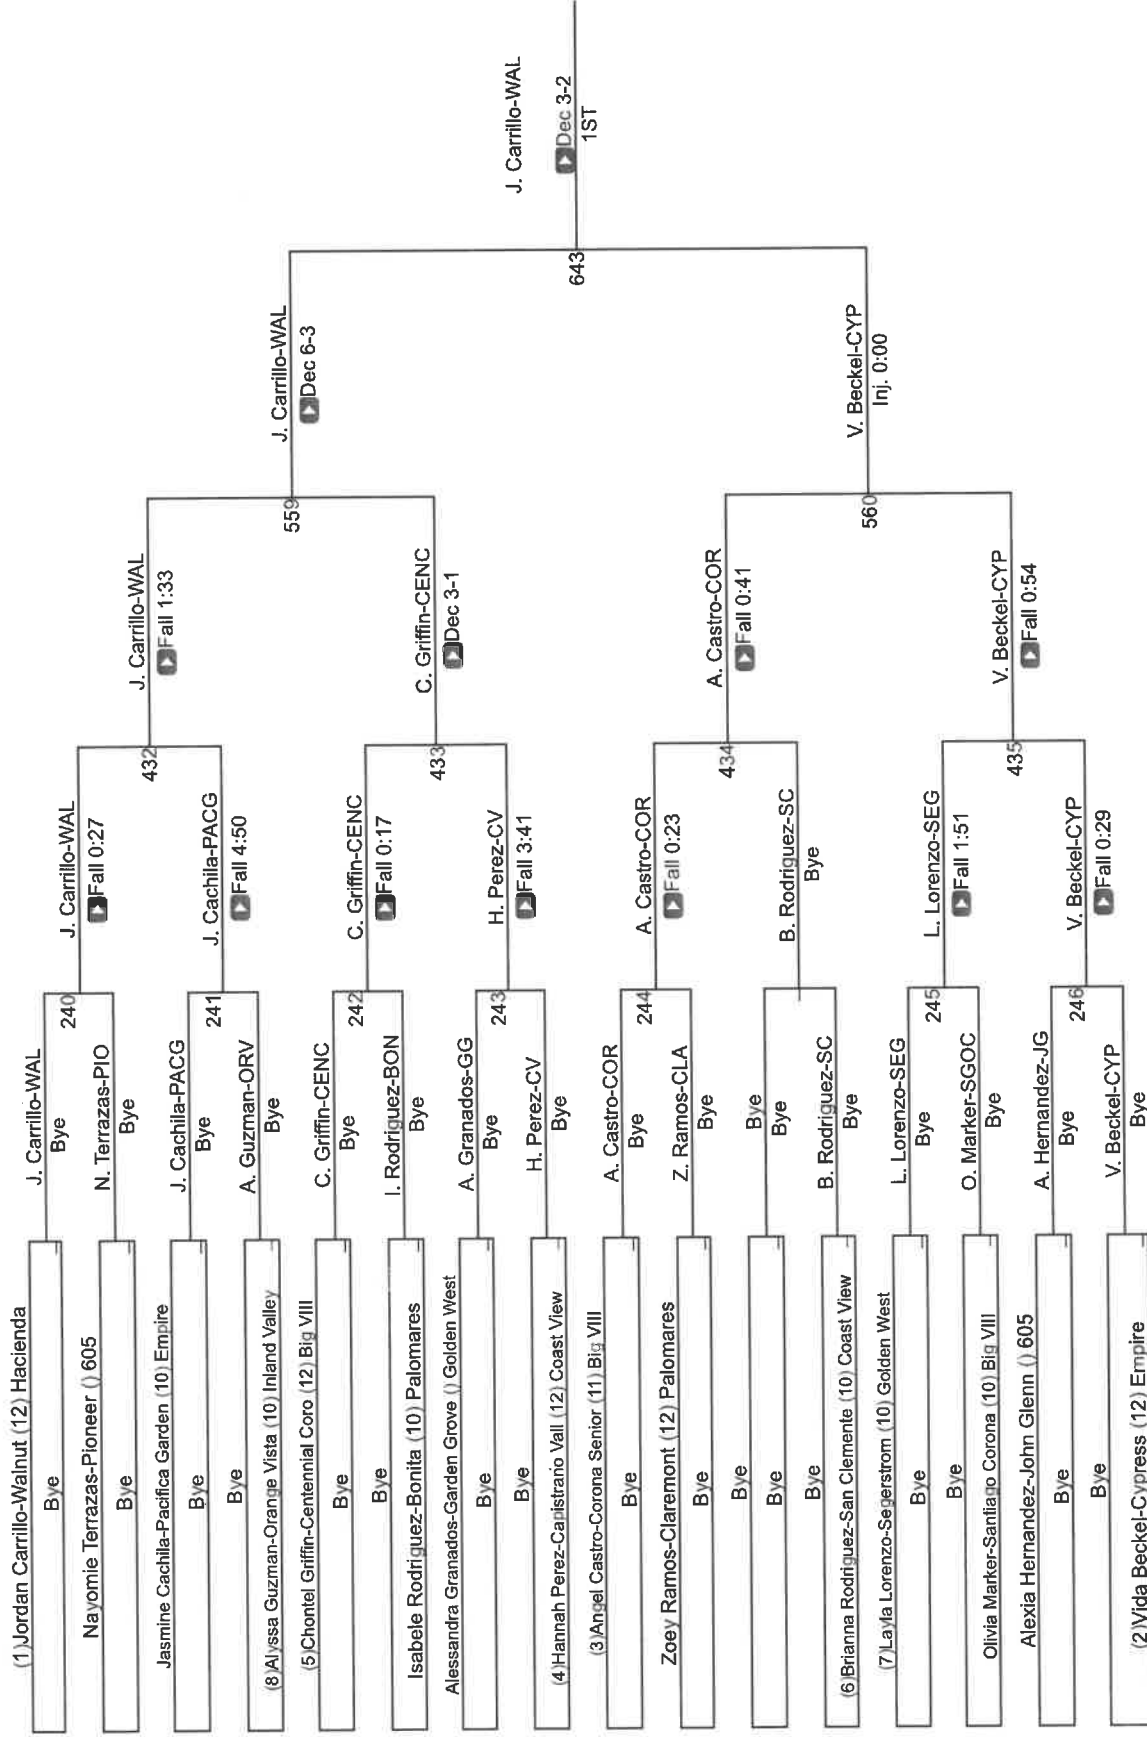 (1)Jordan Carrillo-Walnut (12) Hacienda
Bye
Nayomie Terrazas-Pioneer () 605
Bye
Jasmine Cachila-Pacifica Garden (10) Empire
Bye
Bye
(8)Alyssa Guzman-Orange Vista (10) Inland Valley
(5)Chontel Griffin-Centennial Coro (12) Big VIII
Bye
Bye
Isabele Rodriguez-Bonita (10) Palomares
Alessandra Granados-Garden Grove () Golden West
Bye
Bye
(4)Hannah Perez-Capistrano Vall (12) Coast View
(3)Angel Castro-Corona Senior (11) Big VIII
Bye
Zoey Ramos-Claremont (12) Palomares
Bye
Bye
Bye
Bye
(6)Brianna Rodriguez-San Clemente (10) Coast View
(7)Layla Lorenzo-Segerstrom (10) Golden West
Bye
Bye
Olivia Marker-Santiago Corona (10) Big VIII
Alexia Hernandez-John Glenn () 605
Bye
Bye
(2)Vida Beckel-Cypress (12) Empire
J. Carrillo-WAL
Bye
N. Terrazas-PIO
Bye
J. Cachila-PACG
Bye
A. Guzman-ORV
Bye
C. Griffin-CENC
Bye
I. Rodriguez-BON
Bye
A. Granados-GG
Bye
H. Perez-CV
Bye
A. Castro-COR
Bye
Z. Ramos-CLA
Bye
Bye
Bye
B. Rodriguez-SC
Bye
L. Lorenzo-SEG
Bye
O. Marker-SGOC
Bye
A. Hernandez-JG
Bye
V. Beckel-CYP
Bye
240
241
242
243
244
245
246
J. Carrillo-WAL
Fall 0:27
J. Cachila-PACG
Fall 4:50
C. Griffin-CENC
Fall 0:17
H. Perez-CV
Fall 3:41
A. Castro-COR
Fall 0:23
B. Rodriguez-SC
Bye
L. Lorenzo-SEG
Fall 1:51
V. Beckel-CYP
Fall 0:29
432
433
434
435
J. Carrillo-WAL
Fall 1:33
C. Griffin-CENC
Dec 3-1
A. Castro-COR
Fall 0:41
V. Beckel-CYP
Fall 0:54
559
560
J. Carrillo-WAL
Dec 6-3
V. Beckel-CYP
Inj. 0:00
643
J. Carrillo-WAL
Dec 3-2
1ST